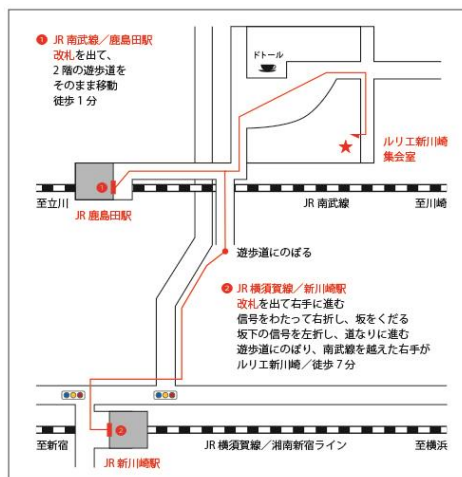 ❶ JR 南武線／鹿島田駅
改札を出て、
2 階の遊歩道を
そのまま移動
徒歩 1 分
ドトール
ルリエ新川崎
集会室
❶
至立川
JR 南武線
至川崎
JR 鹿島田駅
遊歩道にのぼる
❷ JR 横須賀線／新川崎駅
改札を出て右手に進む
信号をわたって右折し、坂をくだる
坂下の信号を左折し、道なりに進む
遊歩道にのぼり、南武線を越えた右手が
ルリエ新川崎／徒歩 7 分
❷
至新宿
JR 横須賀線／湘南新宿ライン
至横浜
JR 新川崎駅